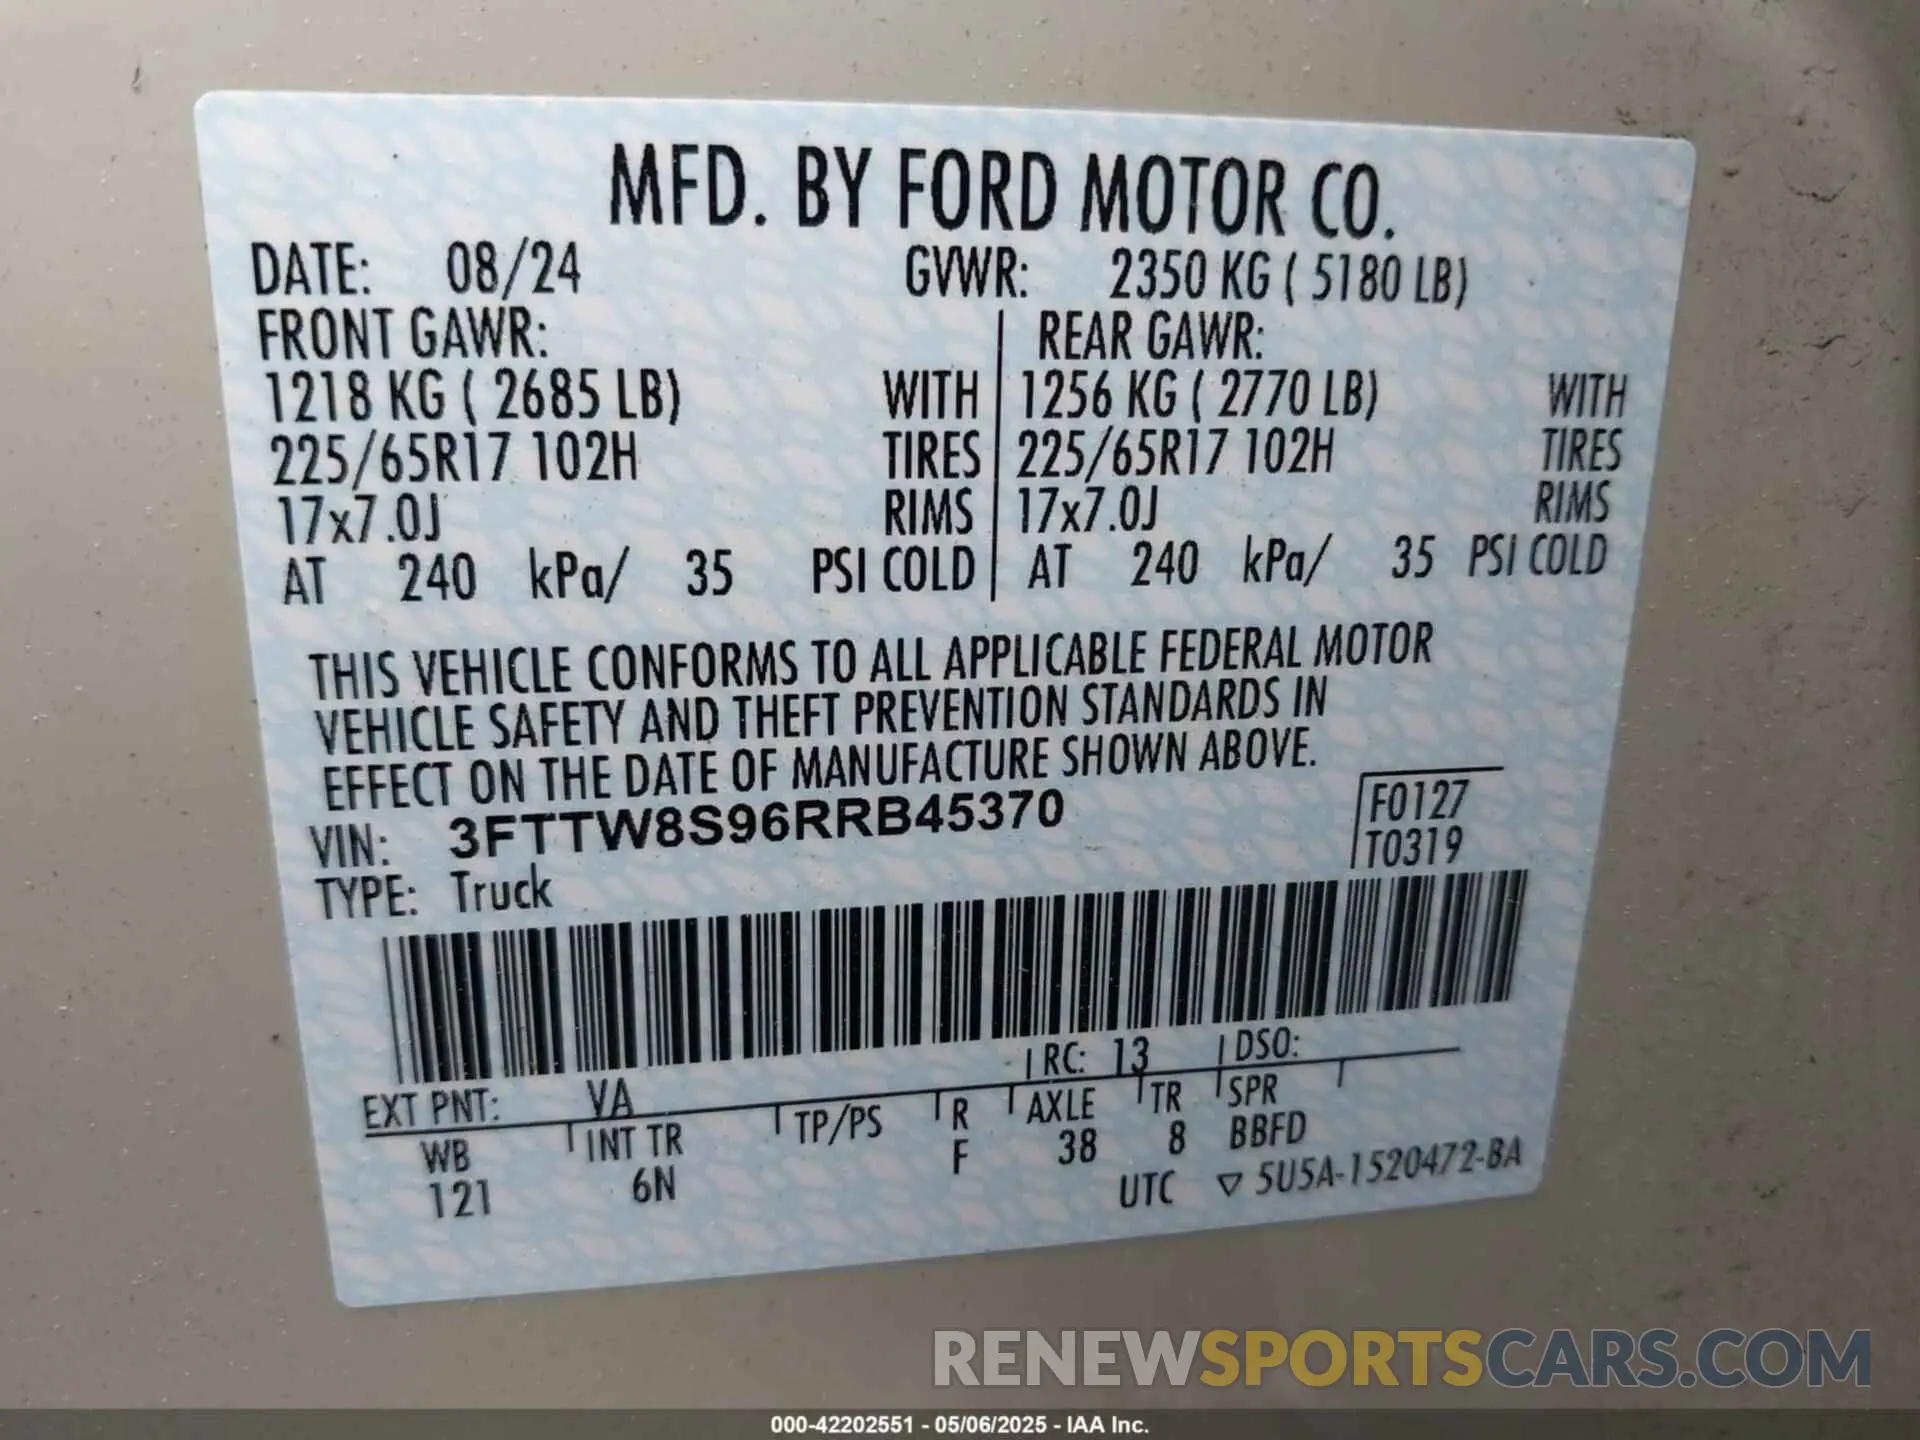 MFD. BY FORD MOTOR CO.
DATE: 08/24 GVWR: 2350 KG ( 5180 LB)
FRONT GAWR: REAR GAWR:
1218 KG ( 2685 LB) WITH 1256 KG ( 2770 LB) WITH
225/65R17 102H TIRES 225/65R17 102H TIRES
17x7.0J RIMS 17x7.0J RIMS
AT 240 kPa/ 35 PSI COLD AT 240 kPa/ 35 PSI COLD
THIS VEHICLE CONFORMS TO ALL APPLICABLE FEDERAL MOTOR
VEHICLE SAFETY AND THEFT PREVENTION STANDARDS IN
EFFECT ON THE DATE OF MANUFACTURE SHOWN ABOVE.
VIN: 3FTTW8S96RRB45370 F0127
TYPE: Truck T0319
EXT PNT: VA RC: 13 DSO:
WB INT TR TP/PS R AXLE TR SPR
121 6N F 38 8 BBFD
UTC ▽ 5U5A-1520472-BA
RENEWSPORTSCARS.COM
000-42202551 - 05/06/2025 - IAA Inc.